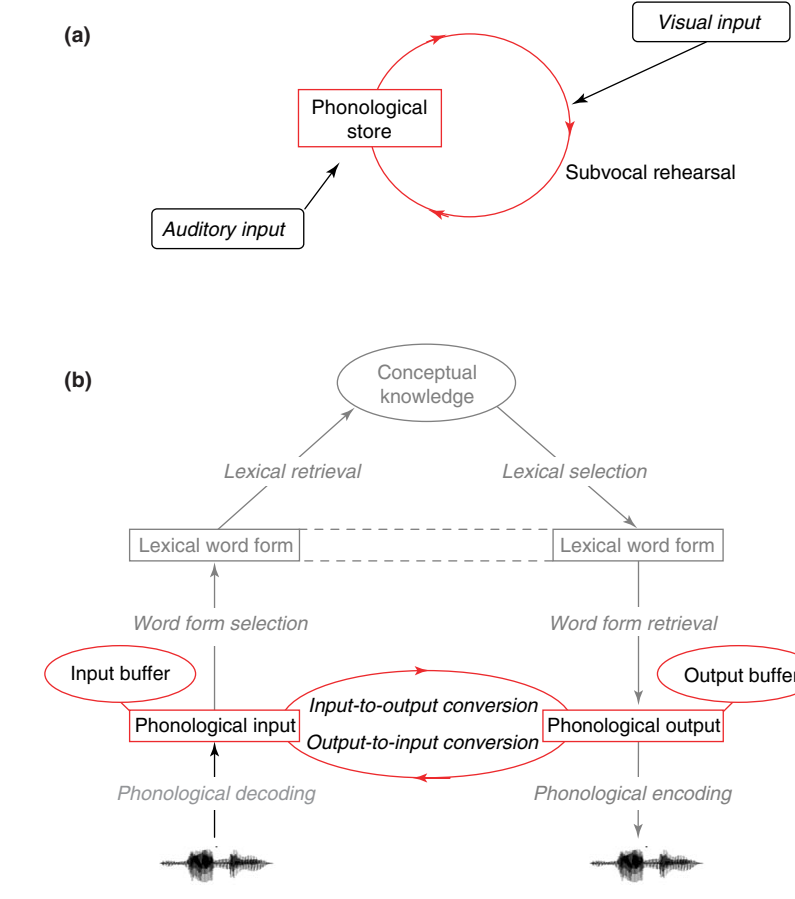 (a)
Visual input
Phonological
store
Subvocal rehearsal
Auditory input
(b)
Conceptual
knowledge
Lexical retrieval
Lexical selection
Lexical word form
Lexical word form
Word form selection
Word form retrieval
Input buffer
Output buffer
Phonological input
Input-to-output conversion
Output-to-input conversion
Phonological output
Phonological decoding
Phonological encoding